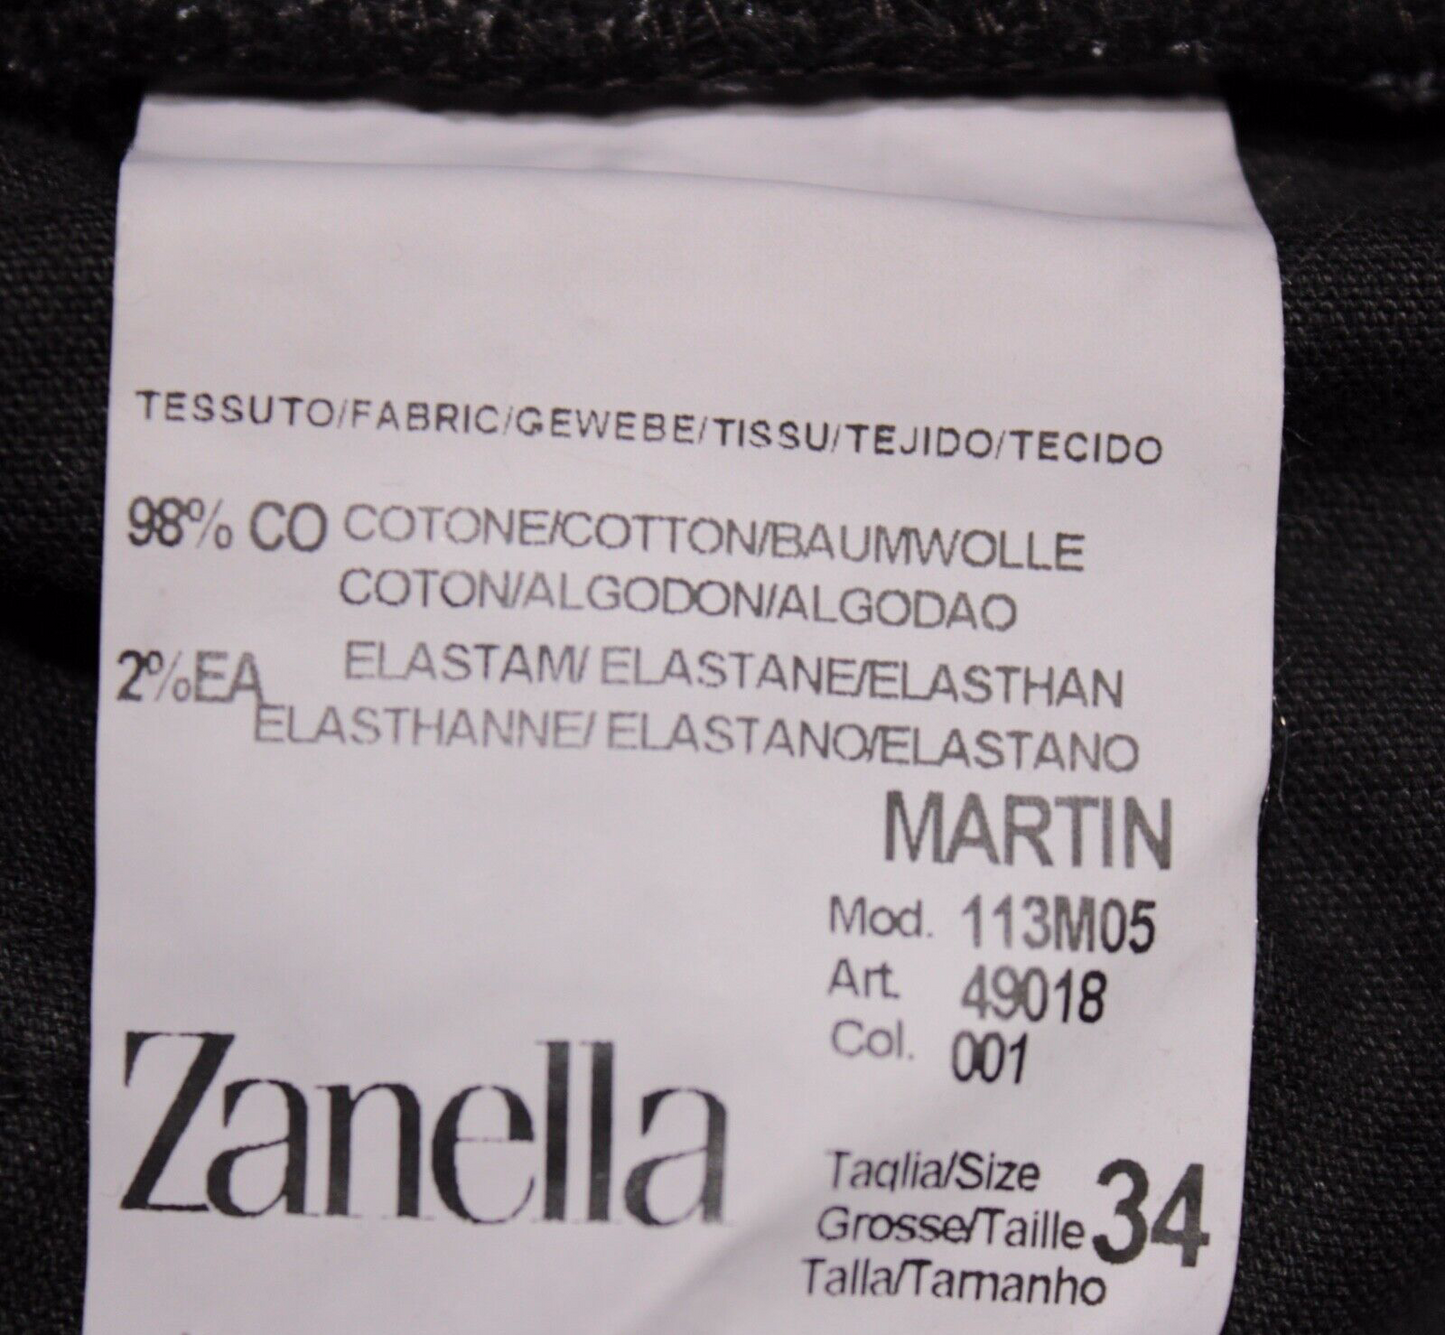 TESSUTO/FABRIC/GEWEBE/TISSU/TEJIDO/TECIDO
98% CO COTONE/COTTON/BAUMWOLLE
COTON/ALGODON/ALGODAO
2%EA ELASTAM/ ELASTANE/ELASTHAN
ELASTHANNE/ ELASTANO/ELASTANO
MARTIN
Mod. 113M05
Art. 49018
Col. 001
Zanella
Taglia/Size
Grosse/Taille 34
Talla/Tamanho